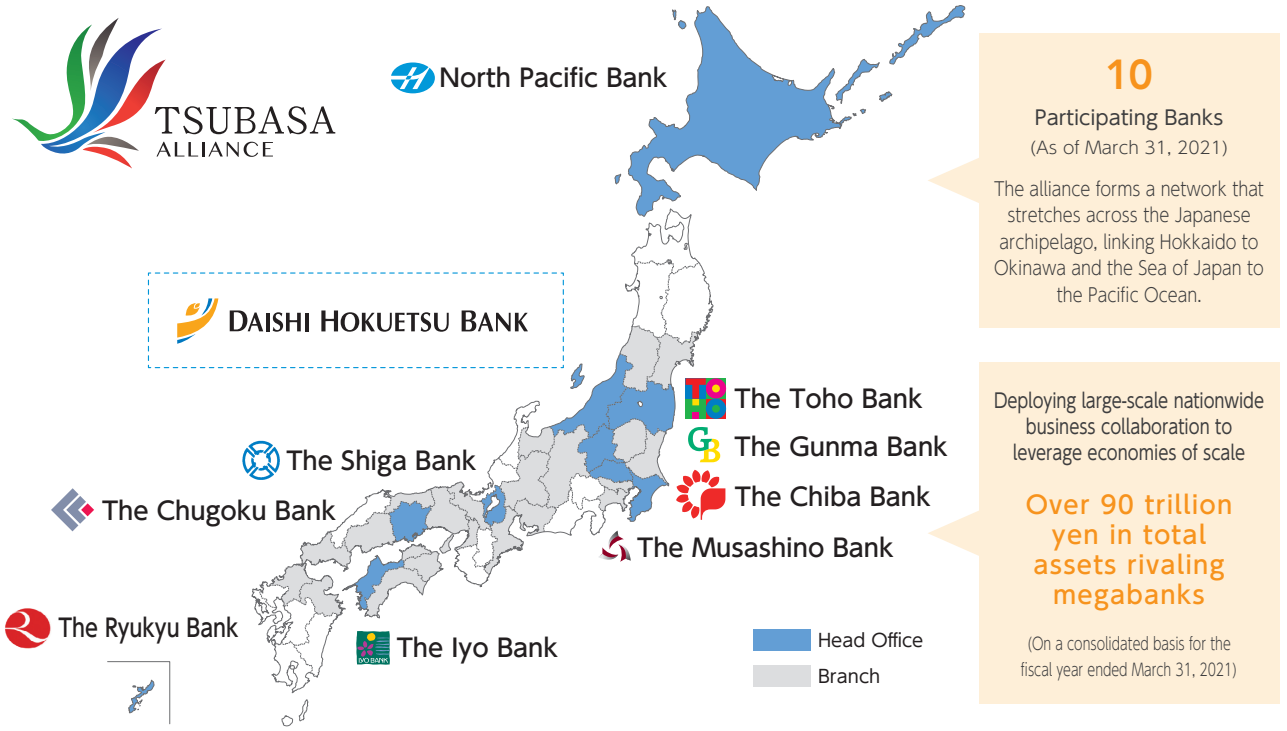 TSUBASA
ALLIANCE
North Pacific Bank
DAISHI HOKUETSU BANK
TOHO
The Toho Bank
GB
The Gunma Bank
The Shiga Bank
The Chiba Bank
The Chugoku Bank
The Musashino Bank
The Ryukyu Bank
IYO BANK
The Iyo Bank
Head Office
Branch
10
Participating Banks
(As of March 31, 2021)
The alliance forms a network that
stretches across the Japanese
archipelago, linking Hokkaido to
Okinawa and the Sea of Japan to
the Pacific Ocean.
Deploying large-scale nationwide
business collaboration to
leverage economies of scale
Over 90 trillion
yen in total
assets rivaling
megabanks
(On a consolidated basis for the
fiscal year ended March 31, 2021)